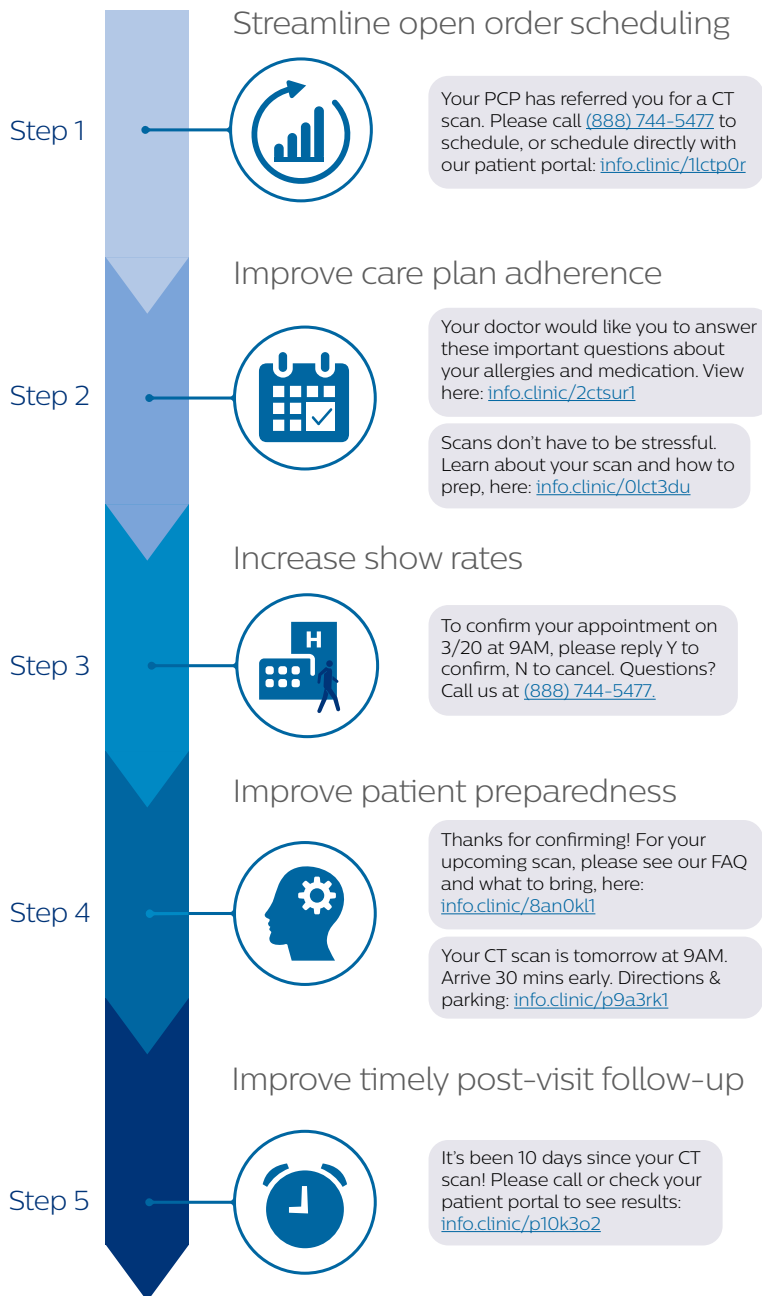 Streamline open order scheduling
Step 1
Your PCP has referred you for a CT
scan. Please call (888) 744-5477 to
schedule, or schedule directly with
our patient portal: info.clinic/1lctp0r
Improve care plan adherence
Step 2
Your doctor would like you to answer
these important questions about
your allergies and medication. View
here: info.clinic/2ctsur1
Scans don’t have to be stressful.
Learn about your scan and how to
prep, here: info.clinic/0lct3du
Increase show rates
Step 3
H
To confirm your appointment on
3/20 at 9AM, please reply Y to
confirm, N to cancel. Questions?
Call us at (888) 744-5477.
Improve patient preparedness
Step 4
Thanks for confirming! For your
upcoming scan, please see our FAQ
and what to bring, here:
info.clinic/8an0kl1
Your CT scan is tomorrow at 9AM.
Arrive 30 mins early. Directions &
parking: info.clinic/p9a3rk1
Improve timely post-visit follow-up
Step 5
It’s been 10 days since your CT
scan! Please call or check your
patient portal to see results:
info.clinic/p10k3o2